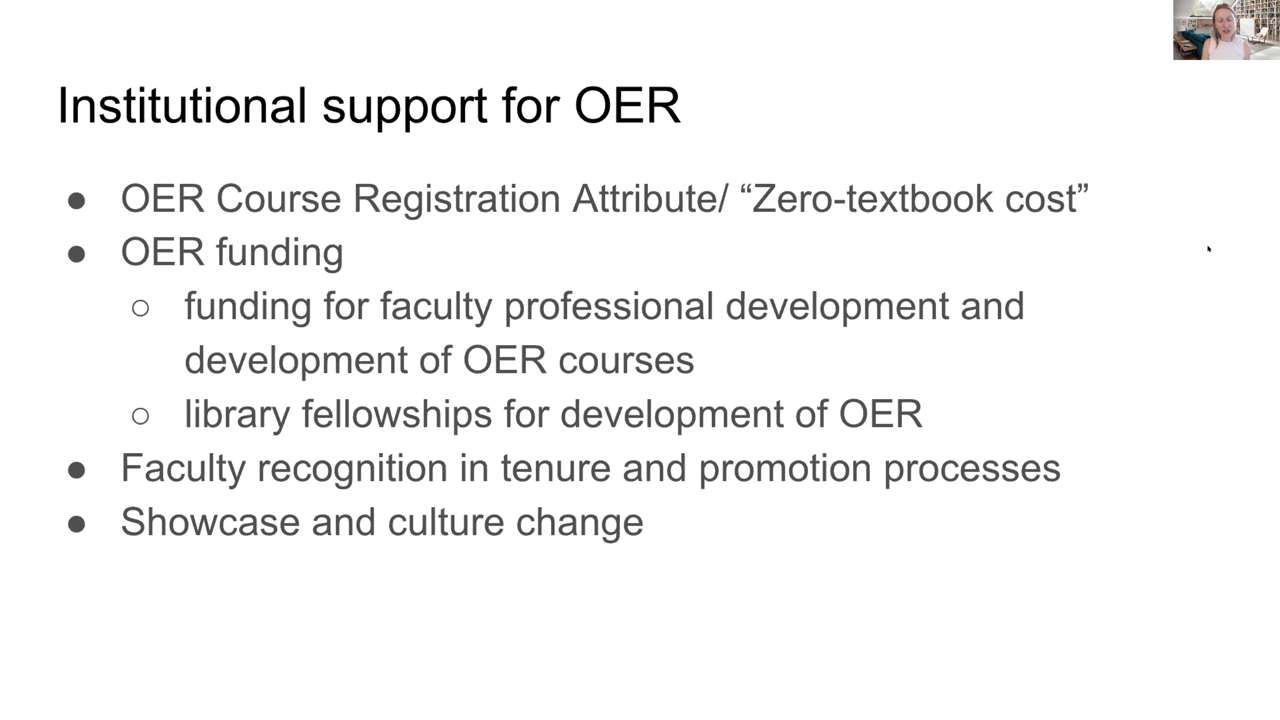 Institutional support for OER
● OER Course Registration Attribute/ “Zero-textbook cost”
● OER funding
○ funding for faculty professional development and
development of OER courses
○ library fellowships for development of OER
● Faculty recognition in tenure and promotion processes
● Showcase and culture change